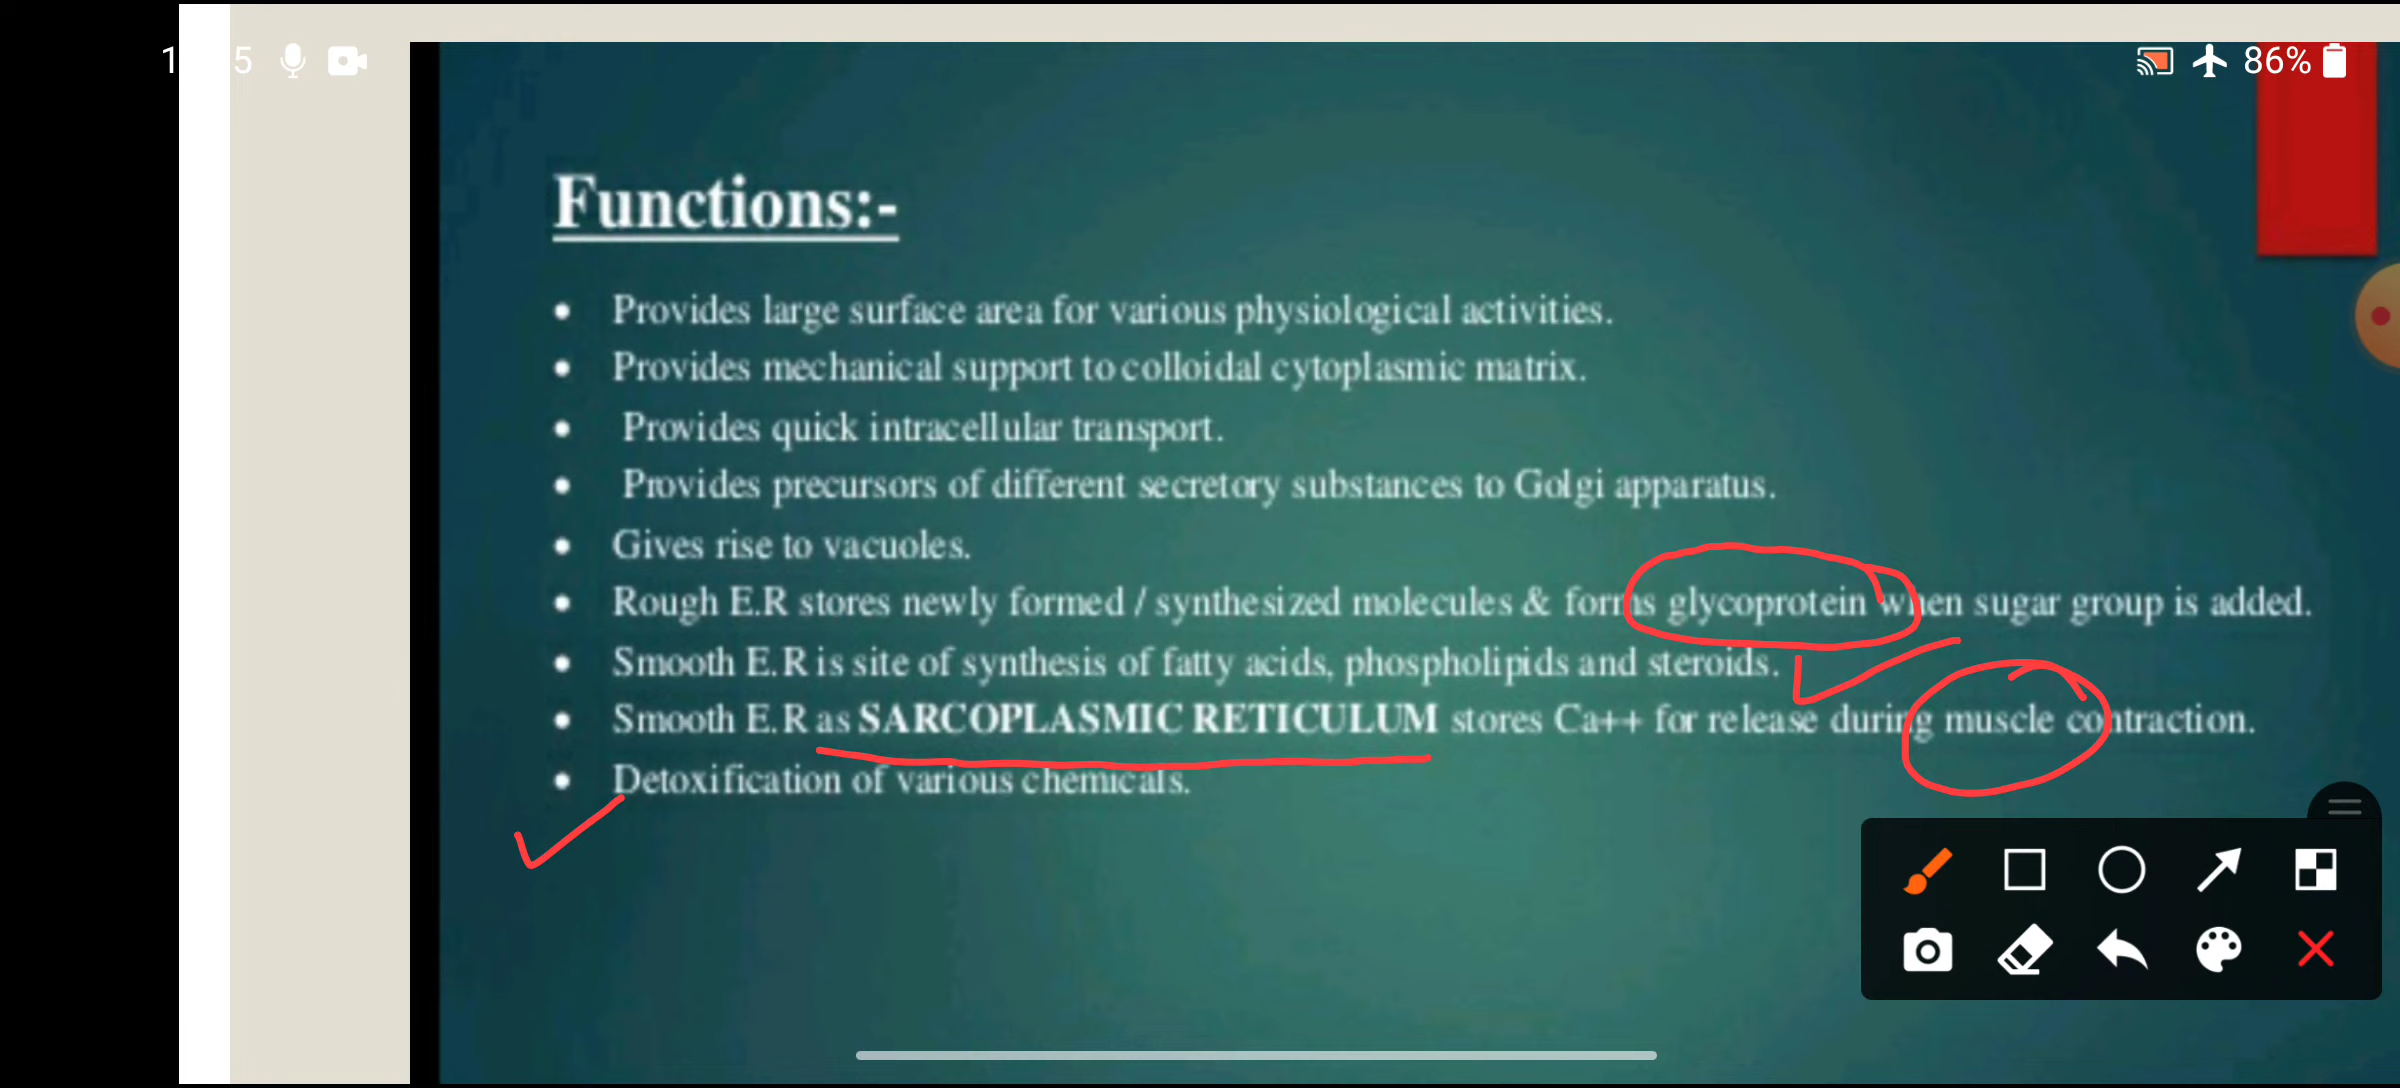 5
86%
Functions:-
• Provides large surface area for various physiological activities.
• Provides mechanical support to colloidal cytoplasmic matrix.
• Provides quick intracellular transport.
• Provides precursors of different secretory substances to Golgi apparatus.
• Gives rise to vacuoles.
• Rough E.R stores newly formed / synthesized molecules & forms glycoprotein when sugar group is added.
• Smooth E.R is site of synthesis of fatty acids, phospholipids and steroids.
• Smooth E.R as SARCOPLASMIC RETICULUM stores Ca++ for release during muscle contraction.
• Detoxification of various chemicals.